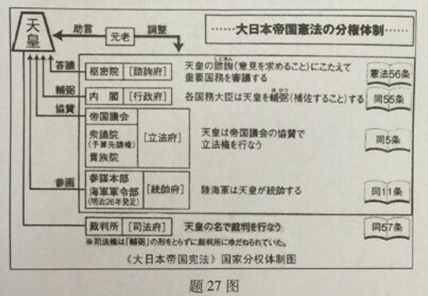 天皇
助言
元老
調整
大日本帝国憲法の分権体制
答議
枢密院
[諮詢府]
しじゅん
天皇の諮詢(意見を求めること)にこたえて
重要国務を審議する
憲法56条
輔弼
内閣
[行政府]
ほひつ
各国務大臣は天皇を輔弼(補佐すること)する
同55条
協賛
帝国議会
衆議院
(予算先議権)
貴族院
[立法府]
天皇は帝国議会の協賛で
立法権を行なう
同5条
参画
参謀本部
海軍軍令部
(明治26年発足)
[統帥府]
陸海軍は天皇が統帥する
同11条
裁判所
[司法府]
天皇の名で裁判を行なう
同57条
※司法権は「輔弼」の形をとらずに裁判所にゆだねられていた。
《大日本帝国宪法》国家分权体制图
题 27 图